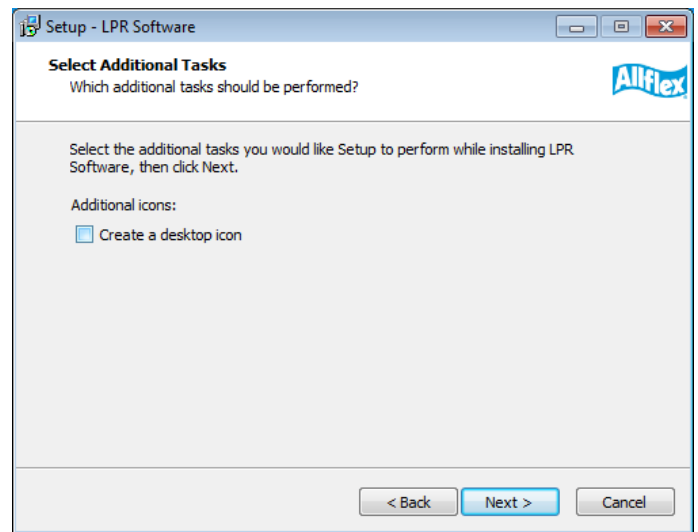 Setup - LPR Software
Select Additional Tasks
Which additional tasks should be performed?
Allflex
Select the additional tasks you would like Setup to perform while installing LPR
Software, then click Next.
Additional icons:
Create a desktop icon
< Back
Next >
Cancel